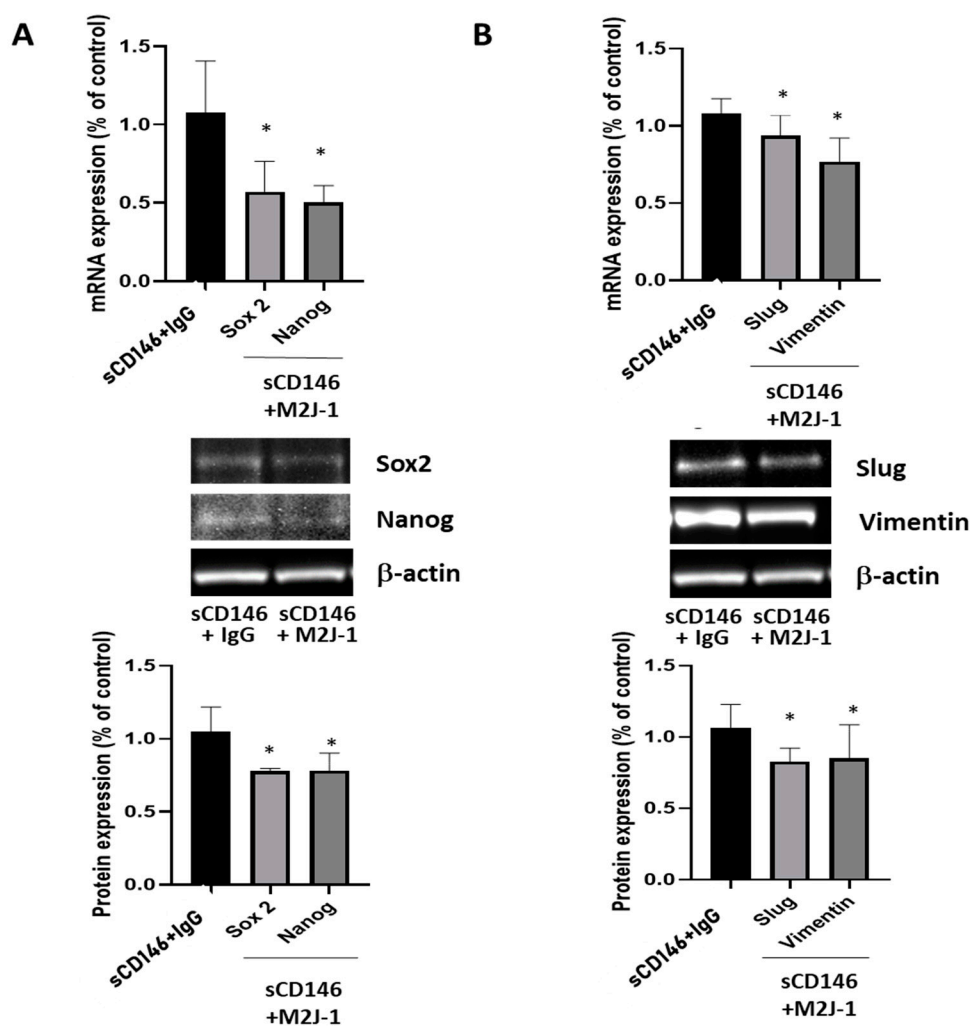 A
mRNA expression (% of control)
1.5
1.0
0.5
0.0
*
*
sCD146+IgG
Sox 2
Nanog
sCD146
+M2J-1
Sox2
Nanog
β-actin
sCD146
+ IgG
sCD146
+ M2J-1
Protein expression (% of control)
1.5
1.0
0.5
0.0
*
*
sCD146+IgG
Sox 2
Nanog
sCD146
+M2J-1
B
mRNA expression (% of control)
1.5
1.0
0.5
0.0
*
*
sCD146+IgG
Slug
Vimentin
sCD146
+M2J-1
Slug
Vimentin
β-actin
sCD146
+ IgG
sCD146
+ M2J-1
Protein expression (% of control)
1.5
1.0
0.5
0.0
*
*
sCD146+IgG
Slug
Vimentin
sCD146
+M2J-1